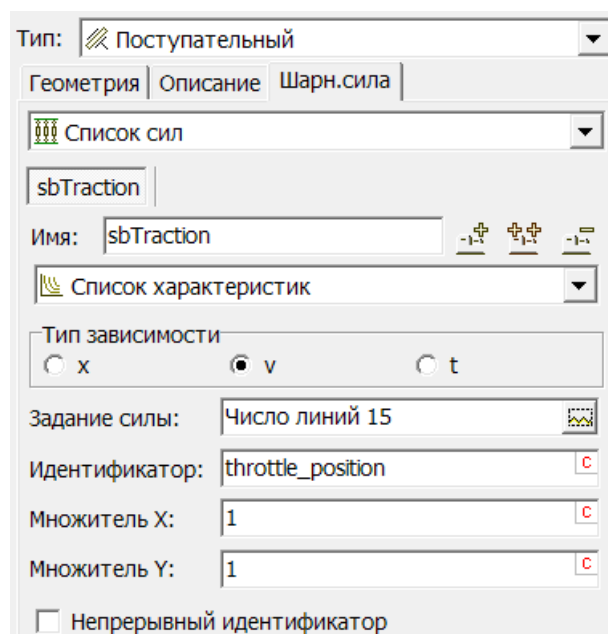 Тип: Поступательный
Геометрия Описание Шарн.сила
Список сил
sbTraction
Имя: sbTraction
Список характеристик
Тип зависимости
x v t
Задание силы: Число линий 15
Идентификатор: throttle_position C
Множитель X: 1 C
Множитель Y: 1 C
Непрерывный идентификатор